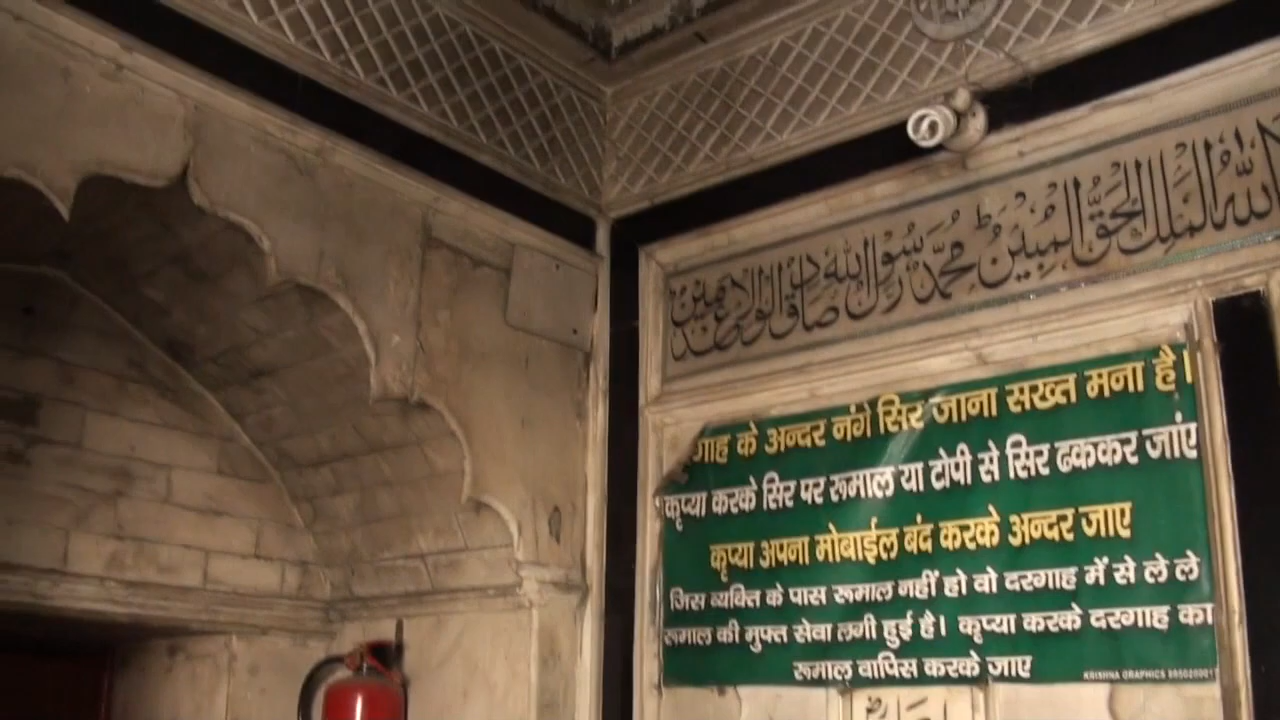 الله الملك الحق المبين محمد رسول الله صادق الوعد الامين
गाह के अन्दर नंगे सिर जाना सख्त मना है।
कृप्या करके सिर पर रूमाल या टोपी से सिर ढककर जांए
कृप्या अपना मोबाईल बंद करके अन्दर जाए
जिस व्यक्ति के पास रूमाल नहीं हो वो दरगाह में से ले ले
रूमाल की मुफ्त सेवा लगी हुई है। कृप्या करके दरगाह का
रूमाल वापिस करके जाए
KRISHNA GRAPHICS